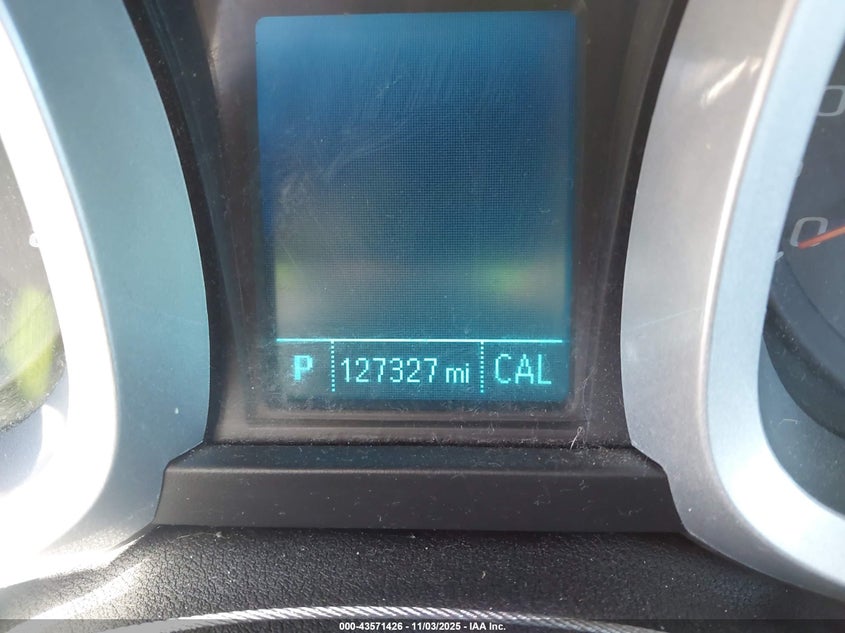 P 127327 mi CAL
000-43571426 - 11/03/2025 - IAA Inc.